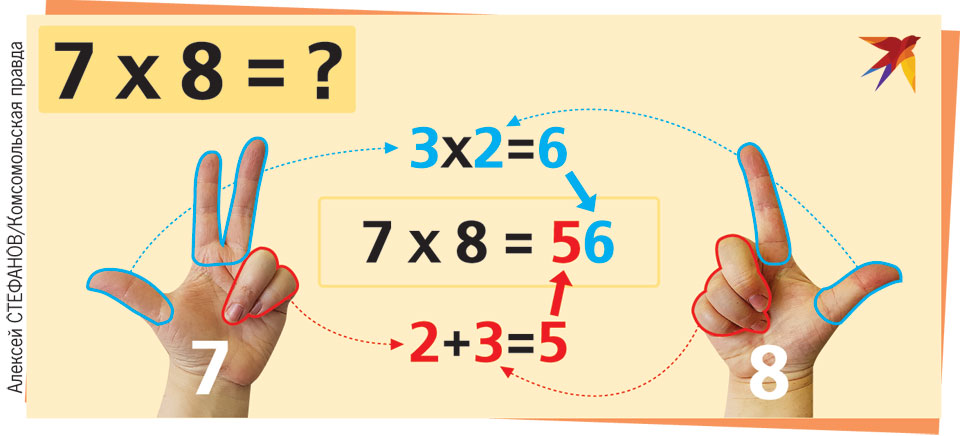 7 x 8 = ?
3x2=6
7 x 8 = 56
2+3=5
7
8
Алексей СТЕФАНОВ/Комсомольская правда